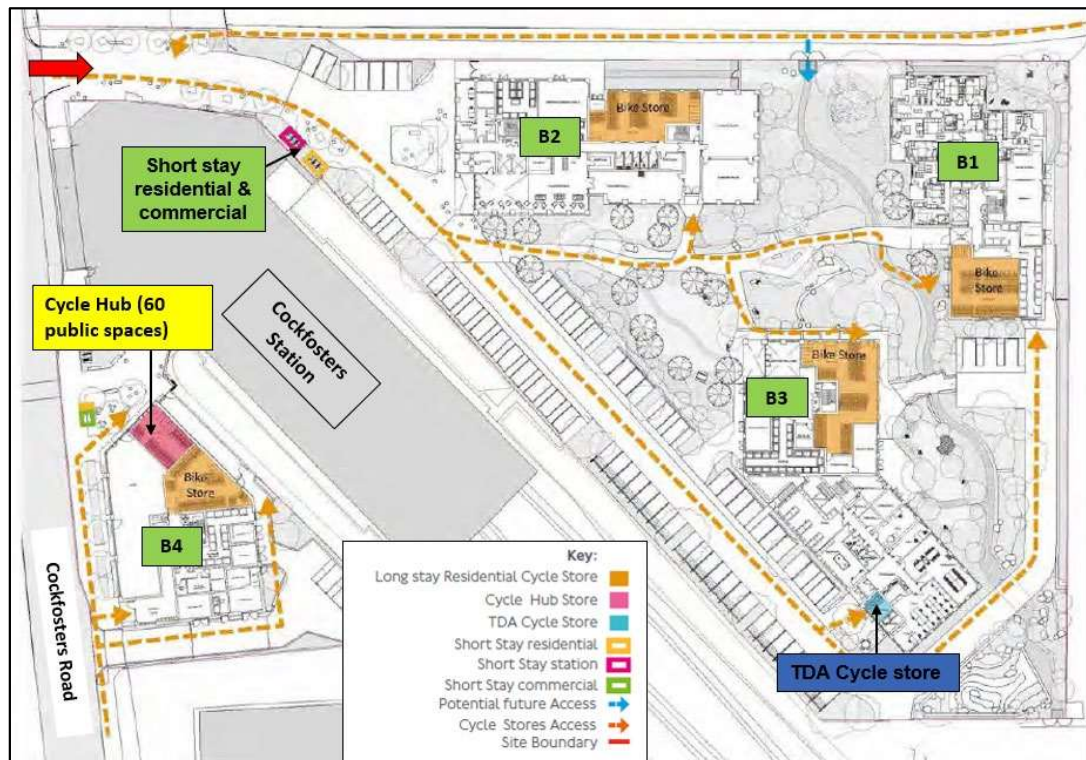 B2
Bike Store
B1
Short stay
residential &
commercial
Bike
Store
Cycle Hub (60
public spaces)
Cockfosters
Station
Bike Store
B3
Bike
Store
B4
Cockfosters Road
Key:
Long stay Residential Cycle Store
Cycle Hub Store
TDA Cycle Store
Short Stay residential
Short Stay station
Short Stay commercial
Potential future Access
Cycle Stores Access
Site Boundary
TDA Cycle store